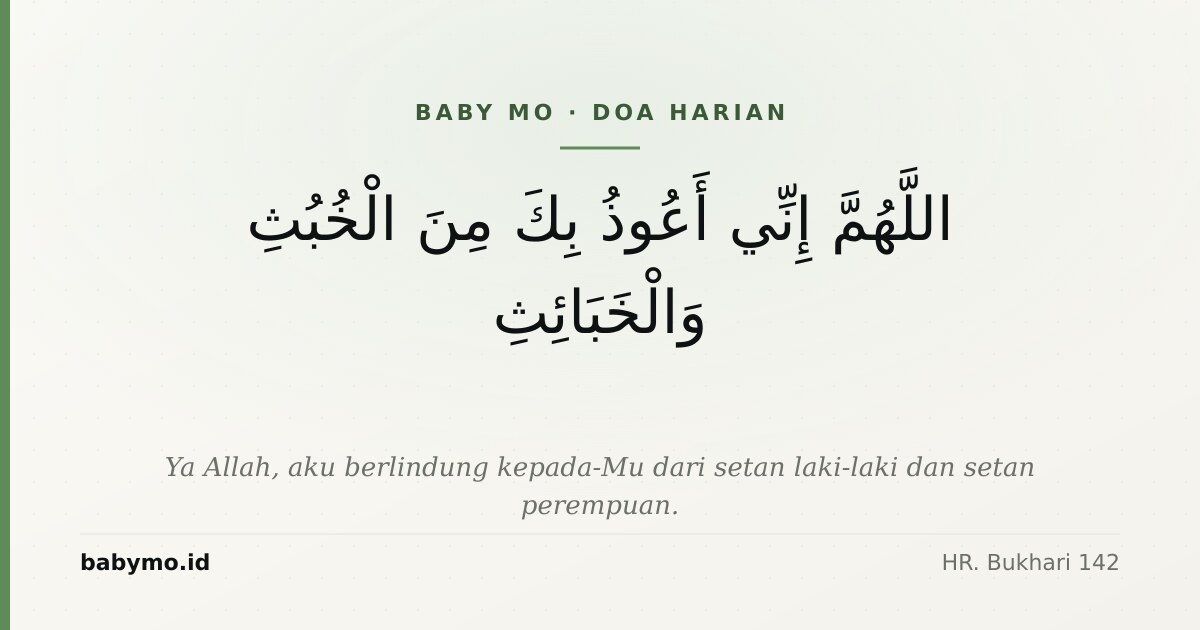 BABY MO · DOA HARIAN
اللَّهُمَّ إِنِّي أَعُوذُ بِكَ مِنَ الْخُبُثِ
وَالْخَبَائِثِ
Ya Allah, aku berlindung kepada-Mu dari setan laki-laki dan setan
perempuan.
babymo.id
HR. Bukhari 142